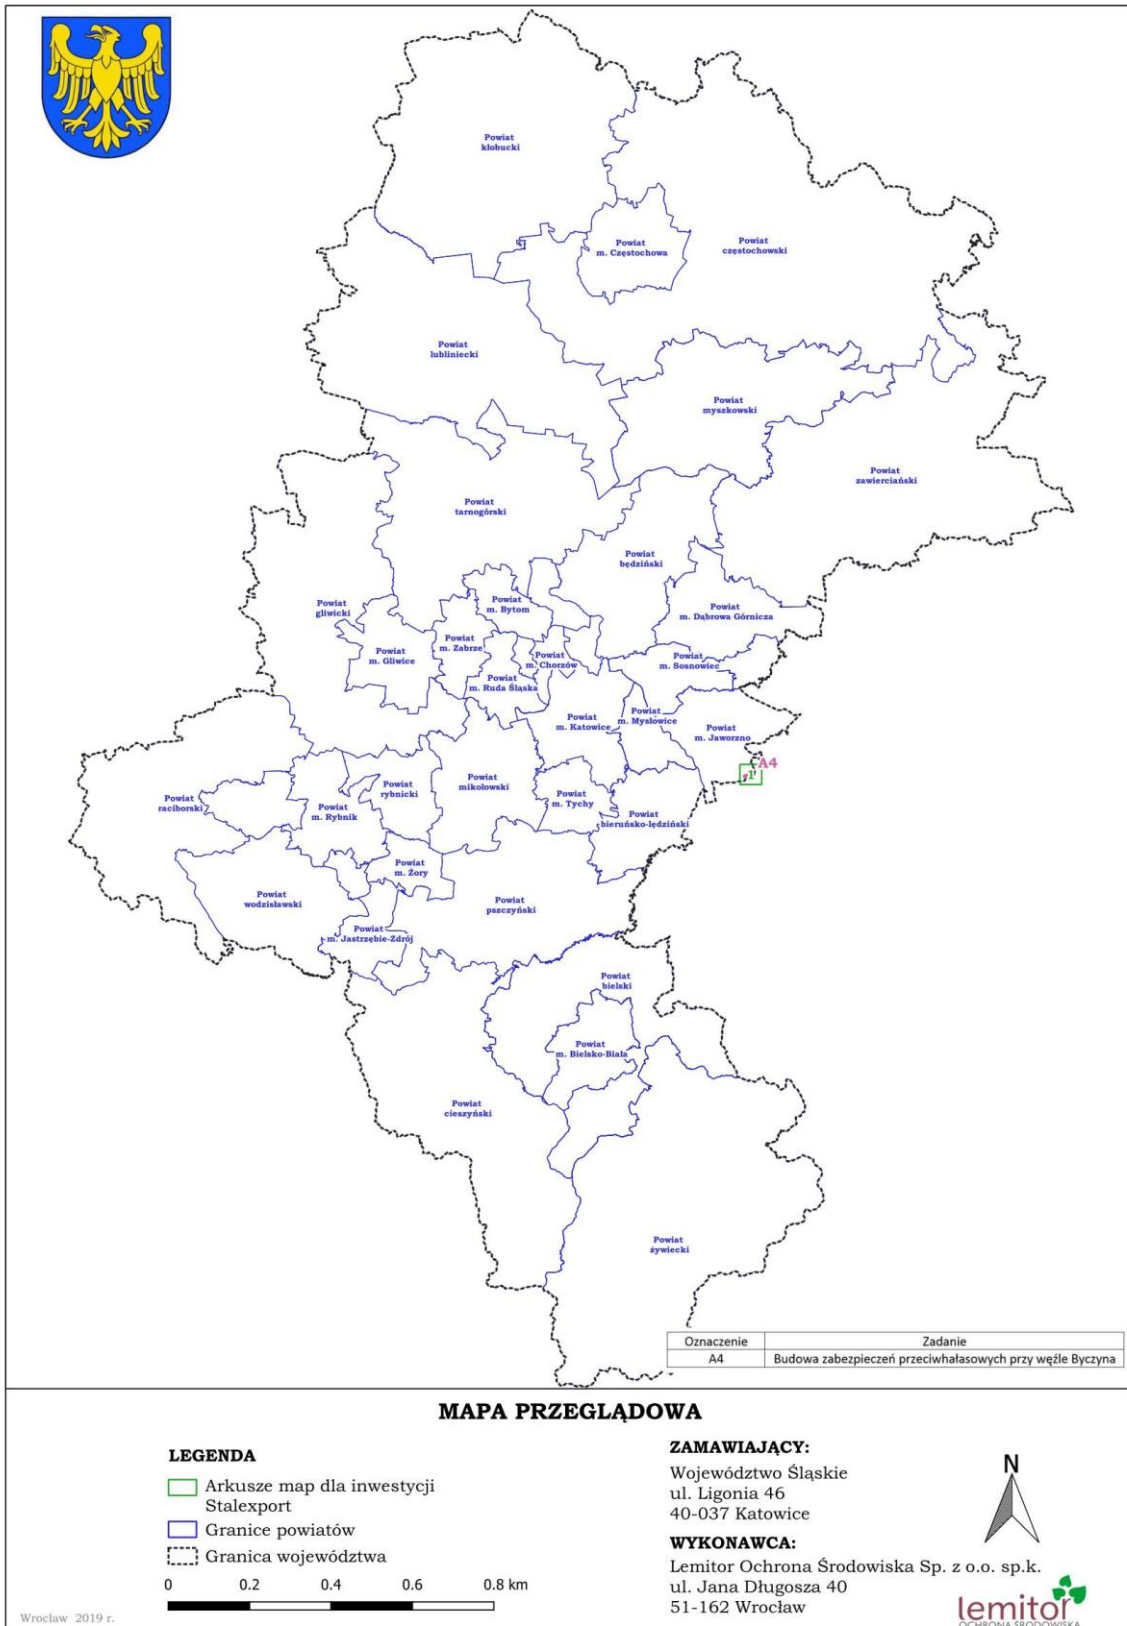 Powiat
kłobucki
Powiat
m. Częstochowa
Powiat
częstochowski
Powiat
lubliniecki
Powiat
myszkowski
Powiat
zawierciański
Powiat
tarnogórski
Powiat
będziński
Powiat
gliwicki
Powiat
m. Bytom
Powiat
m. Dąbrowa Górnicza
Powiat
m. Gliwice
Powiat
m. Zabrze
Powiat
m. Chorzów
Powiat
m. Sosnowiec
Powiat
m. Ruda Śląska
Powiat
m. Katowice
Powiat
m. Mysłowice
Powiat
m. Jaworzno
A4
1
Powiat
raciborski
Powiat
m. Rybnik
Powiat
rybnicki
Powiat
mikołowski
Powiat
m. Tychy
Powiat
bieruńsko-lędziński
Powiat
m. Żory
Powiat
wodzisławski
Powiat
pszczyński
Powiat
m. Jastrzębie-Zdrój
Powiat
bielski
Powiat
m. Bielsko-Biała
Powiat
cieszyński
Powiat
żywiecki
Oznaczenie Zadanie
A4 Budowa zabezpieczeń przeciwhałasowych przy węźle Byczyna
MAPA PRZEGLĄDOWA
LEGENDA
Arkusze map dla inwestycji
Stalexport
Granice powiatów
Granica województwa
0 0.2 0.4 0.6 0.8 km
Wrocław 2019 r.
ZAMAWIAJĄCY:
Województwo Śląskie
ul. Ligonia 46
40-037 Katowice
WYKONAWCA:
Lemitor Ochrona Środowiska Sp. z o.o. sp.k.
ul. Jana Długosza 40
51-162 Wrocław
N
lemitor
OCHRONA ŚRODOWISKA